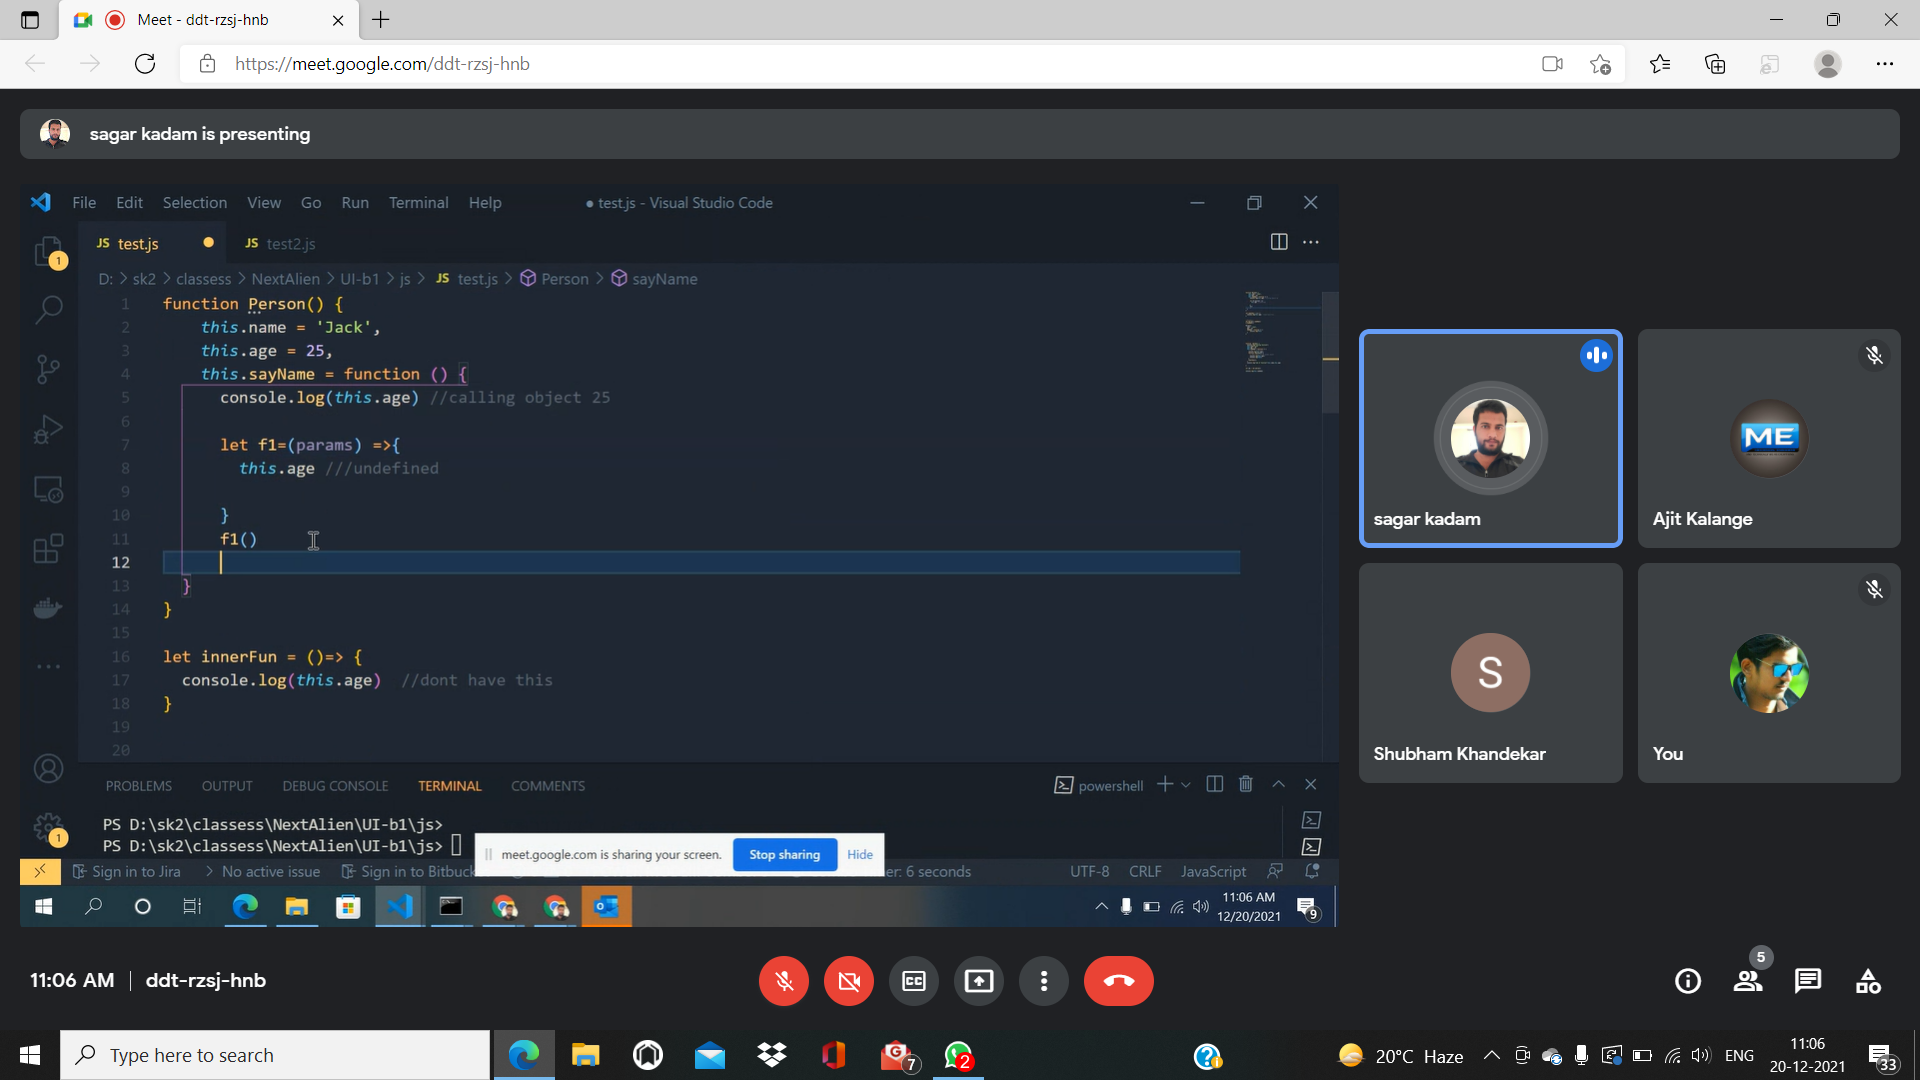 Meet - ddt-rzsj-hnb
https://meet.google.com/ddt-rzsj-hnb
sagar kadam is presenting
File Edit Selection View Go Run Terminal Help
● test.js - Visual Studio Code
JS test.js
JS test2.js
D: > sk2 > classess > NextAlien > UI-b1 > js > JS test.js > Person > sayName
1 function Person() {
2 this.name = 'Jack',
3 this.age = 25,
4 this.sayName = function () {
5 console.log(this.age) //calling object 25
6
7 let f1=(params) =>{
8 this.age ///undefined
9
10 }
11 f1()
12
13 }
14 }
15
16 let innerFun = ()=> {
17 console.log(this.age) //dont have this
18 }
19
20
1
1
PROBLEMS OUTPUT DEBUG CONSOLE TERMINAL COMMENTS
powershell
PS D:\sk2\classess\NextAlien\UI-b1\js>
PS D:\sk2\classess\NextAlien\UI-b1\js>
meet.google.com is sharing your screen. Stop sharing Hide
Sign in to Jira No active issue Sign in to Bitbuck er: 6 seconds UTF-8 CRLF JavaScript
11:06 AM
12/20/2021
9
sagar kadam
ME
Ajit Kalange
S
Shubham Khandekar
You
11:06 AM | ddt-rzsj-hnb
CC
5
Type here to search
7
2
20°C Haze
ENG
11:06
20-12-2021
33